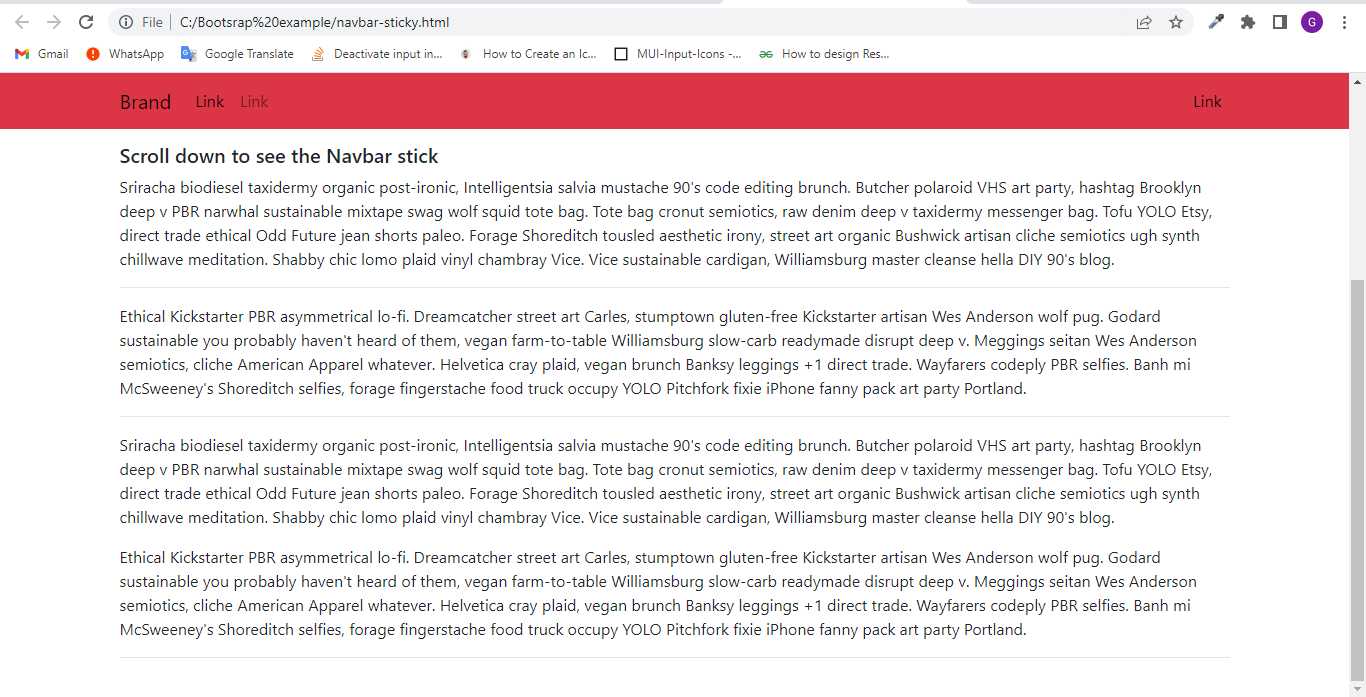 File C:/Bootsrap%20example/navbar-sticky.html G
Gmail WhatsApp Google Translate Deactivate input in... How to Create an Ic... MUI-Input-Icons -... How to design Res...
Brand Link Link Link
Scroll down to see the Navbar stick
Sriracha biodiesel taxidermy organic post-ironic, Intelligentsia salvia mustache 90's code editing brunch. Butcher polaroid VHS art party, hashtag Brooklyn
deep v PBR narwhal sustainable mixtape swag wolf squid tote bag. Tote bag cronut semiotics, raw denim deep v taxidermy messenger bag. Tofu YOLO Etsy,
direct trade ethical Odd Future jean shorts paleo. Forage Shoreditch tousled aesthetic irony, street art organic Bushwick artisan cliche semiotics ugh synth
chillwave meditation. Shabby chic lomo plaid vinyl chambray Vice. Vice sustainable cardigan, Williamsburg master cleanse hella DIY 90's blog.
Ethical Kickstarter PBR asymmetrical lo-fi. Dreamcatcher street art Carles, stumptown gluten-free Kickstarter artisan Wes Anderson wolf pug. Godard
sustainable you probably haven't heard of them, vegan farm-to-table Williamsburg slow-carb readymade disrupt deep v. Meggings seitan Wes Anderson
semiotics, cliche American Apparel whatever. Helvetica cray plaid, vegan brunch Banksy leggings +1 direct trade. Wayfarers codeply PBR selfies. Banh mi
McSweeney's Shoreditch selfies, forage fingerstache food truck occupy YOLO Pitchfork fixie iPhone fanny pack art party Portland.
Sriracha biodiesel taxidermy organic post-ironic, Intelligentsia salvia mustache 90's code editing brunch. Butcher polaroid VHS art party, hashtag Brooklyn
deep v PBR narwhal sustainable mixtape swag wolf squid tote bag. Tote bag cronut semiotics, raw denim deep v taxidermy messenger bag. Tofu YOLO Etsy,
direct trade ethical Odd Future jean shorts paleo. Forage Shoreditch tousled aesthetic irony, street art organic Bushwick artisan cliche semiotics ugh synth
chillwave meditation. Shabby chic lomo plaid vinyl chambray Vice. Vice sustainable cardigan, Williamsburg master cleanse hella DIY 90's blog.
Ethical Kickstarter PBR asymmetrical lo-fi. Dreamcatcher street art Carles, stumptown gluten-free Kickstarter artisan Wes Anderson wolf pug. Godard
sustainable you probably haven't heard of them, vegan farm-to-table Williamsburg slow-carb readymade disrupt deep v. Meggings seitan Wes Anderson
semiotics, cliche American Apparel whatever. Helvetica cray plaid, vegan brunch Banksy leggings +1 direct trade. Wayfarers codeply PBR selfies. Banh mi
McSweeney's Shoreditch selfies, forage fingerstache food truck occupy YOLO Pitchfork fixie iPhone fanny pack art party Portland.